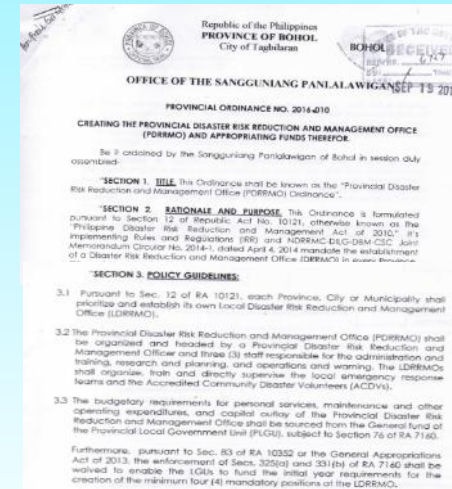 Republic of the Philippines
PROVINCE OF BOHOL
City of Tagbilaran
BOHOL
RECEIVED
OFFICE OF THE SANGGUNIANG PANLALAWIGAN
SEP 15 201
PROVINCIAL ORDINANCE NO. 2016-010
CREATING THE PROVINCIAL DISASTER RISK REDUCTION AND MANAGEMENT OFFICE
(PDRRMO) AND APPROPRIATING FUNDS THEREFOR.
Be it ordained by the Sangguniang Panlalawigan of Bohol in session duly
assembled:
"SECTION 1. TITLE. This Ordinance shall be known as the "Provincial Disaster
Risk Reduction and Management Office (PDRRMO) Ordinance".
"SECTION 2. RATIONALE AND PURPOSE. This Ordinance is formulated
pursuant to Section 12 of Republic Act No. 10121, otherwise known as the
"Philippine Disaster Risk Reduction and Management Act of 2010," it's
implementing Rules and Regulations (IRR) and NDRRMC-DILG-DBM-CSC Joint
Memorandum Circular No. 2014-1, dated April 4, 2014 mandate the establishment
of a Disaster Risk Reduction and Management Office (DRRMO) in every Province,
"SECTION 3. POLICY GUIDELINES:
3.1 Pursuant to Sec. 12 of RA 10121, each Province, City or Municipality shall
prioritize and establish its own Local Disaster Risk Reduction and Management
Office (LDRRMO).
3.2 The Provincial Disaster Risk Reduction and Management Office (PDRRMO) shall
be organized and headed by a Provincial Disaster Risk Reduction and
Management Officer and three (3) staff responsible for the administration and
training, research and planning, and operations and warning. The LDRRMOs
shall organize, train and directly supervise the local emergency response
teams and the Accredited Community Disaster Volunteers (ACDVs).
3.3 The budgetary requirements for personal services, maintenance and other
operating expenditures, and capital outlay of the Provincial Disaster Risk
Reduction and Management Office shall be sourced from the General fund of
the Provincial Local Government Unit (PLGU), subject to Section 76 of RA 7160.
Furthermore, pursuant to Sec. 83 of RA 10352 or the General Appropriations
Act of 2013, the enforcement of Secs. 325(a) and 331(b) of RA 7160 shall be
waived to enable the LGUs to fund the initial year requirements for the
creation of the minimum four (4) mandatory positions of the LDRRMO.